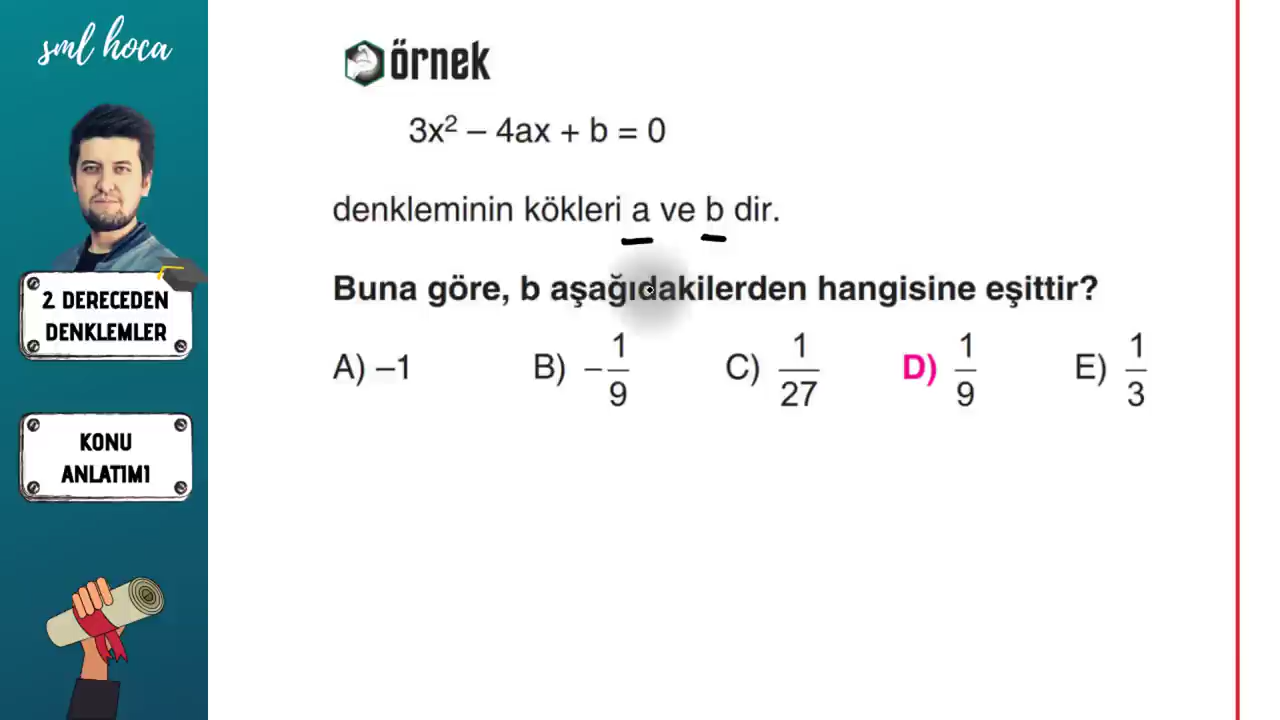 sml hoca
2 DERECEDEN
DENKLEMLER
KONU
ANLATIMI
örnek
3x² – 4ax + b = 0
denkleminin kökleri a ve b dir.
Buna göre, b aşağıdakilerden hangisine eşittir?
A) –1 B) –1/9 C) 1/27 D) 1/9 E) 1/3